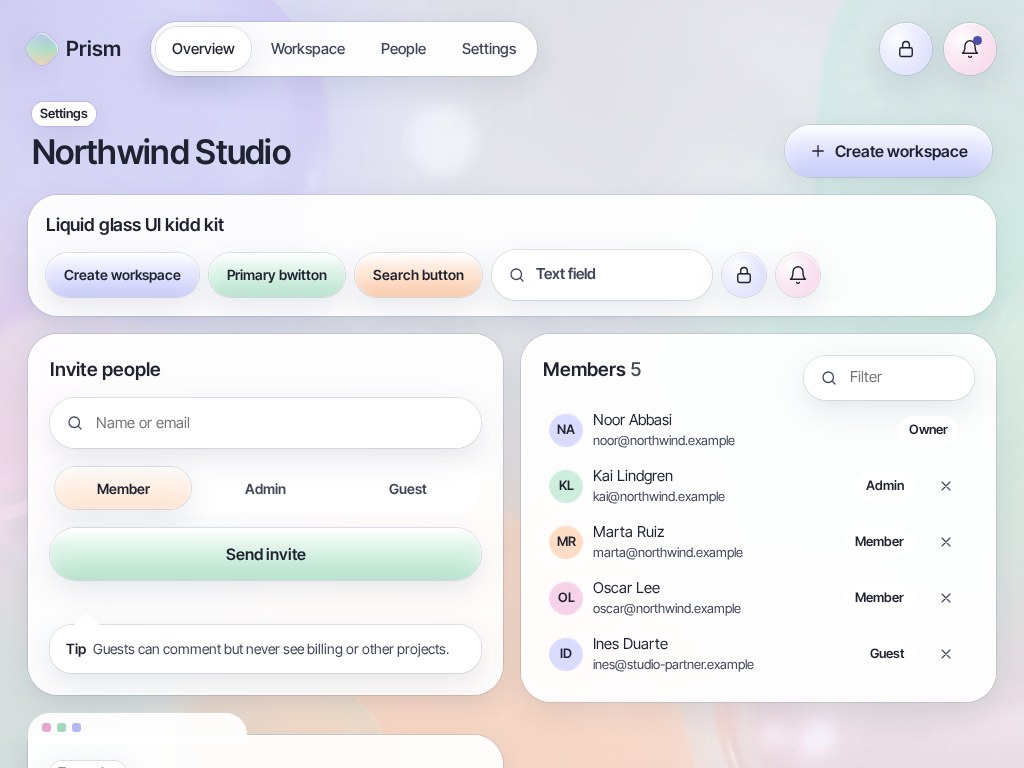 Prism
Overview Workspace People Settings
Settings
Northwind Studio
Create workspace
Liquid glass UI kidd kit
Create workspace Primary bwitton Search button Text field
Invite people
Name or email
Member Admin Guest
Send invite
Tip Guests can comment but never see billing or other projects.
Members 5
Filter
NA Noor Abbasi Owner
noor@northwind.example
KL Kai Lindgren Admin
kai@northwind.example
MR Marta Ruiz Member
marta@northwind.example
OL Oscar Lee Member
oscar@northwind.example
ID Ines Duarte Guest
ines@studio-partner.example